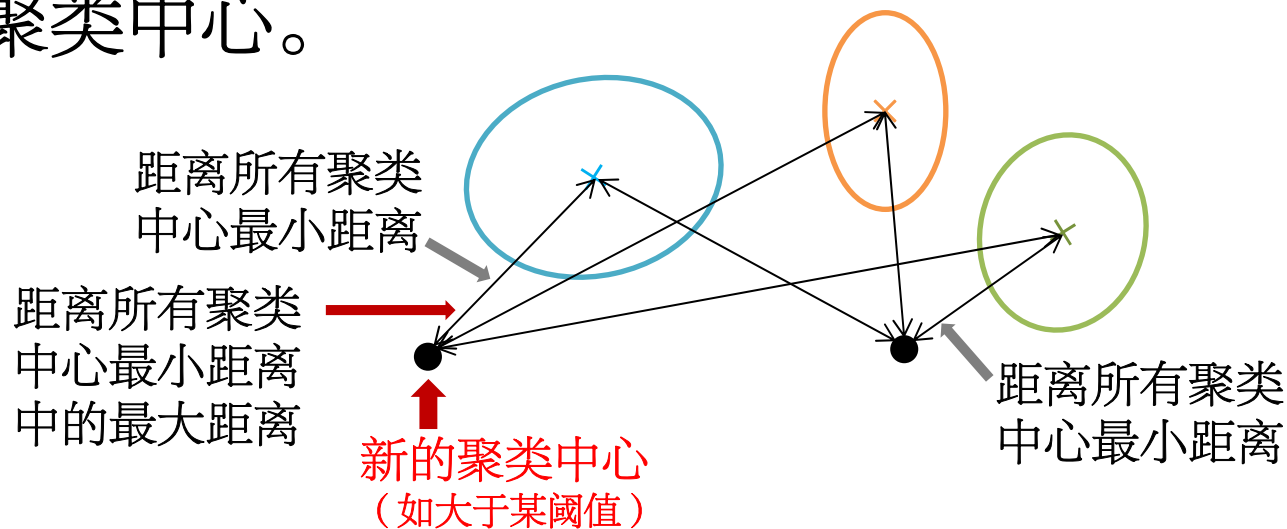 聚类中心。
距离所有聚类
中心最小距离
距离所有聚类
中心最小距离
中的最大距离
距离所有聚类
中心最小距离
新的聚类中心
（如大于某阈值）